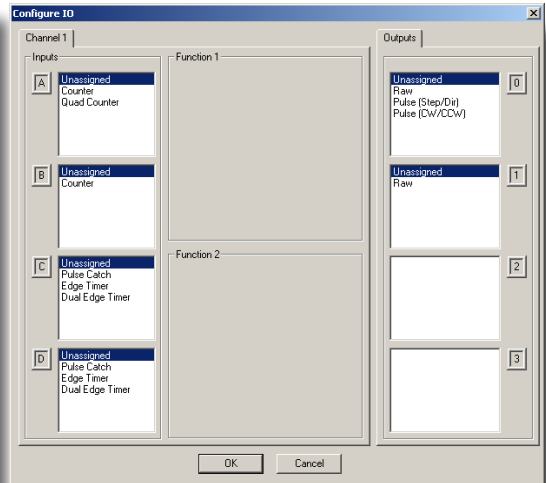 Configure IO
Channel 1
Outputs
Inputs
Function 1
A
Unassigned
Counter
Quad Counter
B
Unassigned
Counter
C
Unassigned
Pulse Catch
Edge Timer
Dual Edge Timer
D
Unassigned
Pulse Catch
Edge Timer
Dual Edge Timer
Function 2
Unassigned
Raw
Pulse (Step/Dir)
Pulse (CW/CCW)
0
Unassigned
Raw
1
2
3
OK
Cancel